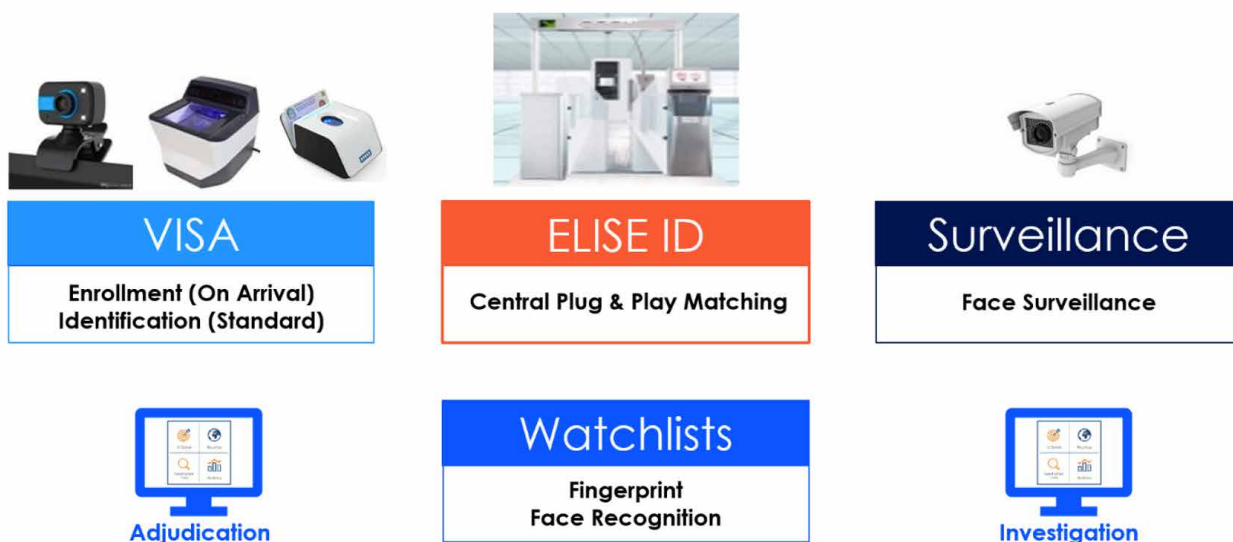 VISA
Enrollment (On Arrival)
Identification (Standard)
ELISE ID
Central Plug & Play Matching
Surveillance
Face Surveillance
Adjudication
Watchlists
Fingerprint
Face Recognition
Investigation